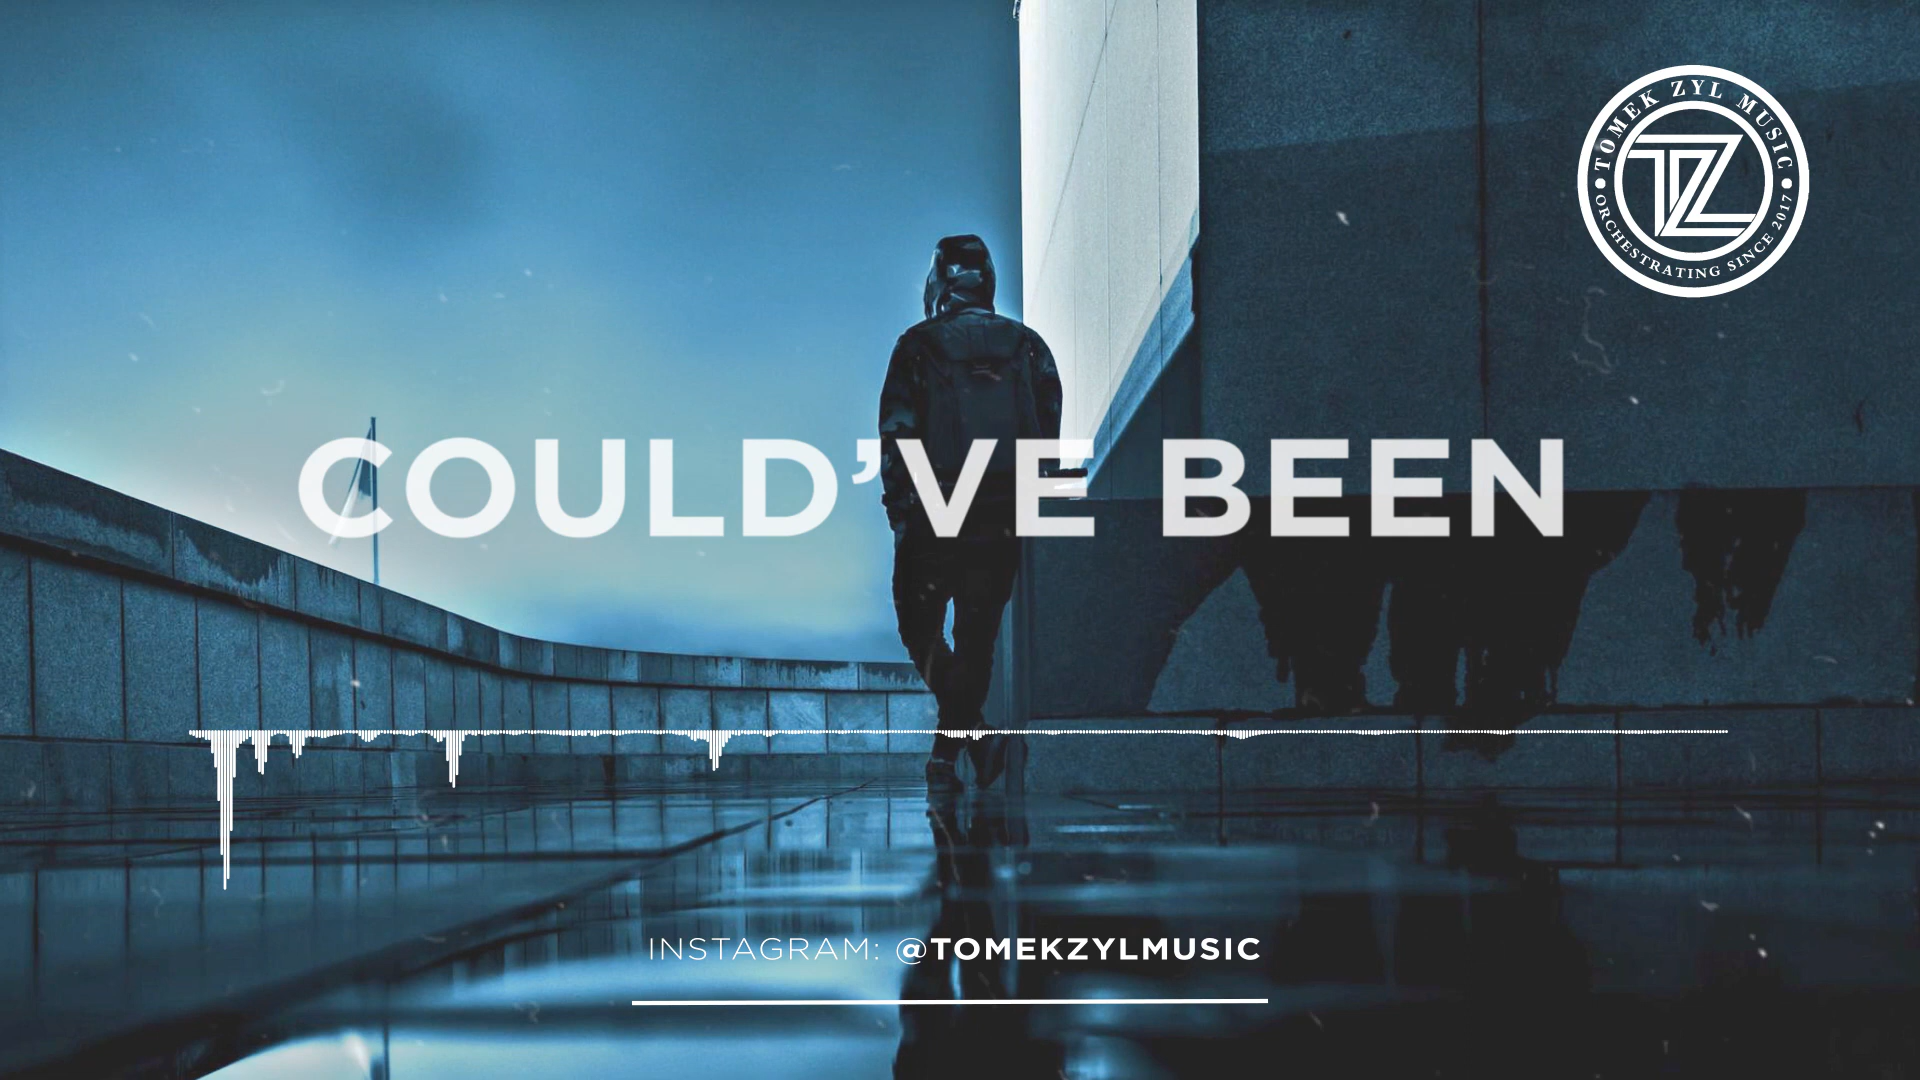 TOMEK ZYL MUSIC
TZ
ORCHESTRATING SINCE 2017
COULD’VE BEEN
INSTAGRAM: @TOMEKZYLMUSIC